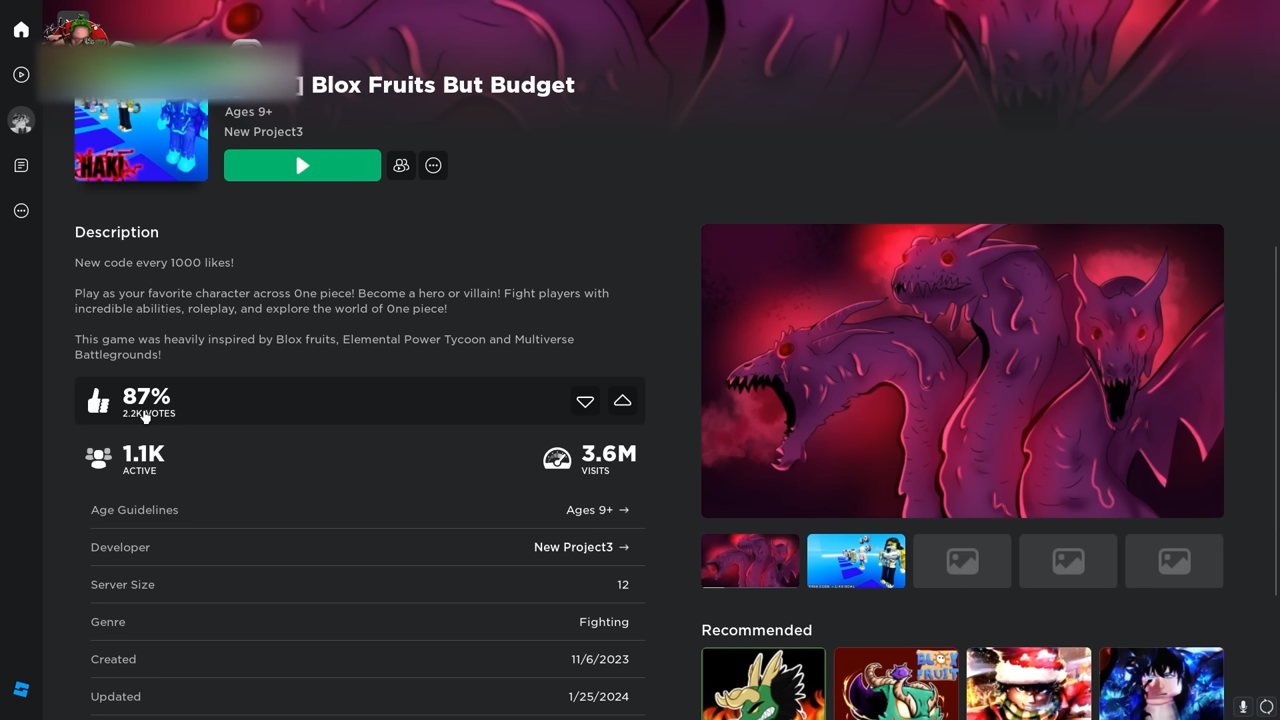 ] Blox Fruits But Budget
Ages 9+
New Project3
HAKI
Description
New code every 1000 likes!
Play as your favorite character across 0ne piece! Become a hero or villain! Fight players with
incredible abilities, roleplay, and explore the world of 0ne piece!
This game was heavily inspired by Blox fruits, Elemental Power Tycoon and Multiverse
Battlegrounds!
87%
2.2K VOTES
1.1K
ACTIVE
3.6M
VISITS
Age Guidelines
Ages 9+ →
Developer
New Project3 →
Server Size
12
Genre
Fighting
Created
11/6/2023
Updated
1/25/2024
Recommended
BLOX
FRUIT